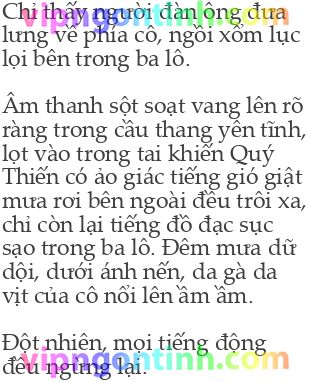 Chỉ thấy người đàn ông đưa
lưng về phía cô, ngồi xổm lục
lọi bên trong ba lô.
Âm thanh sột soạt vang lên rõ
ràng trong cầu thang yên tĩnh,
lọt vào trong tai khiến Quý
Thiến có ảo giác tiếng gió giật
mưa rơi bên ngoài đều trôi xa,
chỉ còn lại tiếng đồ đạc sục
sạo trong ba lô. Đêm mưa dữ
dội, dưới ánh nến, da gà da
vịt của cô nổi lên ầm ầm.
Đột nhiên, mọi tiếng động
đều ngừng lại.
vipngontinh.com
vipngontinh.com